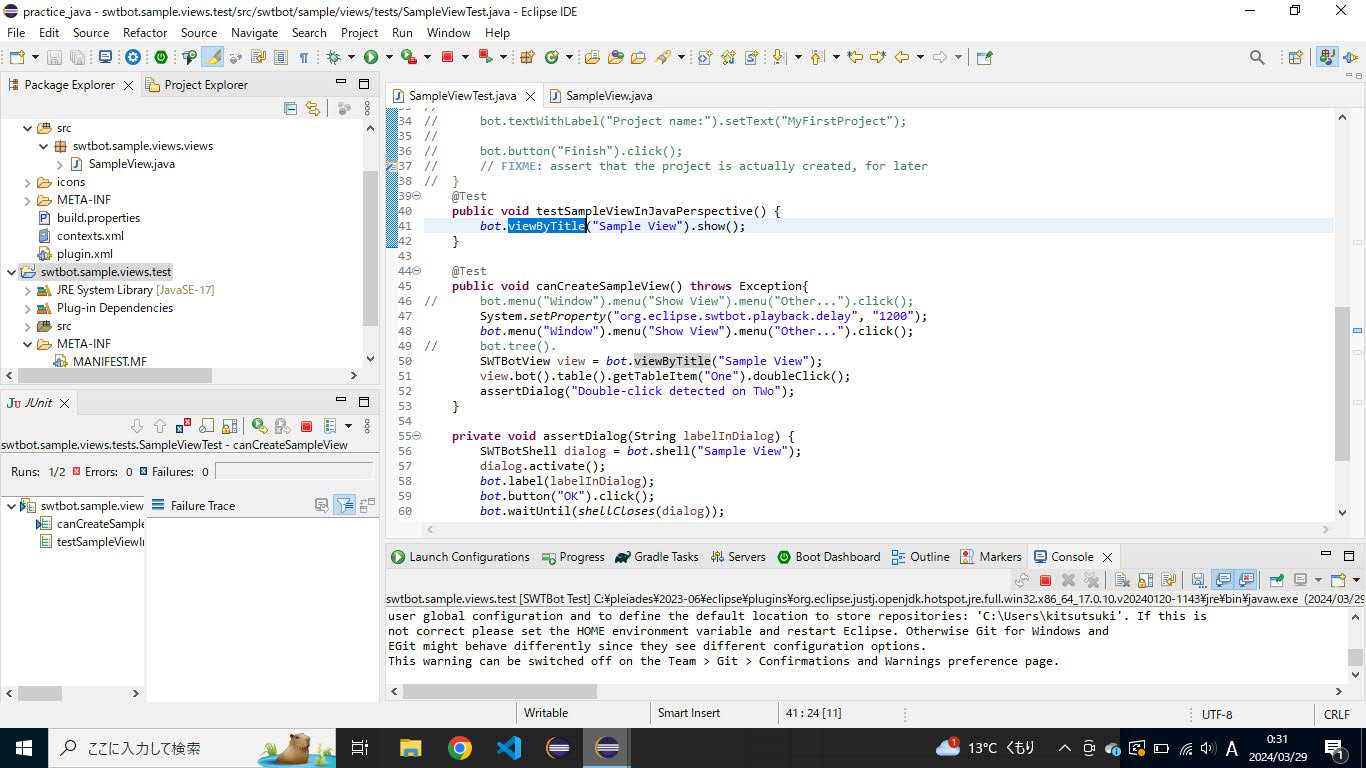 practice_java - swtbot.sample.views.test/src/swtbot/sample/views/tests/SampleViewTest.java - Eclipse IDE
File Edit Source Refactor Source Navigate Search Project Run Window Help
Package Explorer Project Explorer
src
swtbot.sample.views.views
SampleView.java
icons
META-INF
build.properties
contexts.xml
plugin.xml
swtbot.sample.views.test
JRE System Library [JavaSE-17]
Plug-in Dependencies
src
META-INF
MANIFEST.MF
JUnit
swtbot.sample.views.tests.SampleViewTest - canCreateSampleView
Runs: 1/2 Errors: 0 Failures: 0
swtbot.sample.view
canCreateSample
testSampleViewI
Failure Trace
SampleViewTest.java SampleView.java
34 // bot.textWithLabel("Project name:").setText("MyFirstProject");
35 //
36 // bot.button("Finish").click();
37 // // FIXME: assert that the project is actually created, for later
38 // }
39 @Test
40 public void testSampleViewInJavaPerspective() {
41 bot.viewByTitle("Sample View").show();
42 }
43
44 @Test
45 public void canCreateSampleView() throws Exception{
46 // bot.menu("Window").menu("Show View").menu("Other...").click();
47 System.setProperty("org.eclipse.swtbot.playback.delay", "1200");
48 bot.menu("Window").menu("Show View").menu("Other...").click();
49 // bot.tree().
50 SWTBotView view = bot.viewByTitle("Sample View");
51 view.bot().table().getTableItem("One").doubleClick();
52 assertDialog("Double-click detected on TWo");
53 }
54
55 private void assertDialog(String labelInDialog) {
56 SWTBotShell dialog = bot.shell("Sample View");
57 dialog.activate();
58 bot.label(labelInDialog);
59 bot.button("OK").click();
60 bot.waitUntil(shellCloses(dialog));
Launch Configurations Progress Gradle Tasks Servers Boot Dashboard Outline Markers Console
swtbot.sample.views.test [SWTBot Test] C:¥pleiades¥2023-06¥eclipse¥plugins¥org.eclipse.justj.openjdk.hotspot.jre.full.win32.x86_64_17.0.10.v20240120-1143¥jre¥bin¥javaw.exe (2024/03/29
user global configuration and to define the default location to store repositories: 'C:\Users\kitsutsuki'. If this is
not correct please set the HOME environment variable and restart Eclipse. Otherwise Git for Windows and
EGit might behave differently since they see different configuration options.
This warning can be switched off on the Team > Git > Confirmations and Warnings preference page.
Writable Smart Insert 41 : 24 [11] UTF-8 CRLF
ここに入力して検索 13°C くもり A 0:31
2024/03/29 1